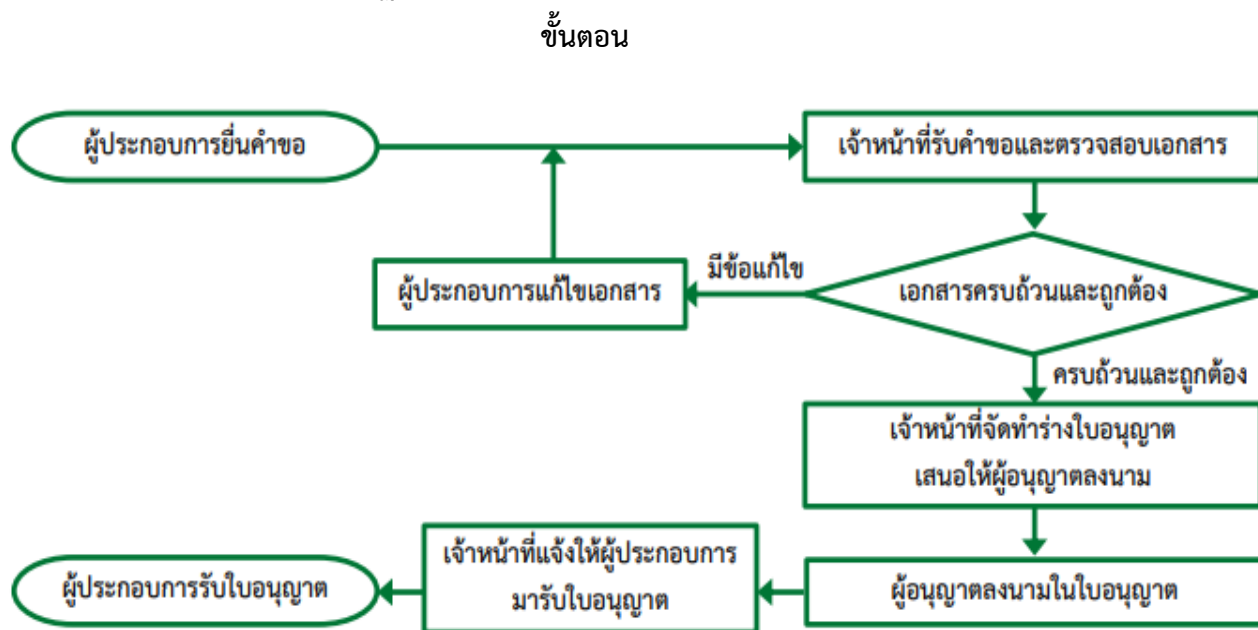 ขั้นตอน
ผู้ประกอบการยื่นคำขอ
เจ้าหน้าที่รับคำขอและตรวจสอบเอกสาร
มีข้อแก้ไข
ผู้ประกอบการแก้ไขเอกสาร
เอกสารครบถ้วนและถูกต้อง
ครบถ้วนและถูกต้อง
เจ้าหน้าที่จัดทำร่างใบอนุญาต
เสนอให้ผู้อนุญาตลงนาม
ผู้อนุญาตลงนามในใบอนุญาต
เจ้าหน้าที่แจ้งให้ผู้ประกอบการ
มารับใบอนุญาต
ผู้ประกอบการรับใบอนุญาต